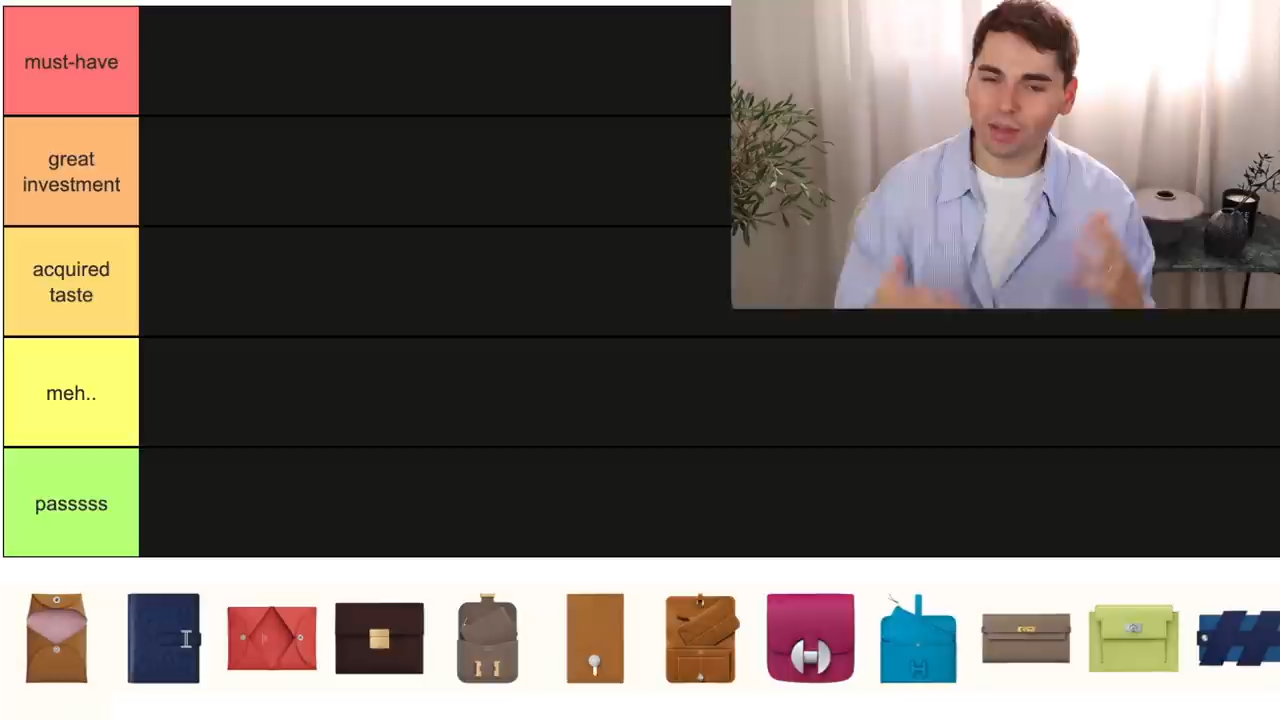 must-have
great
investment
acquired
taste
meh..
passsss